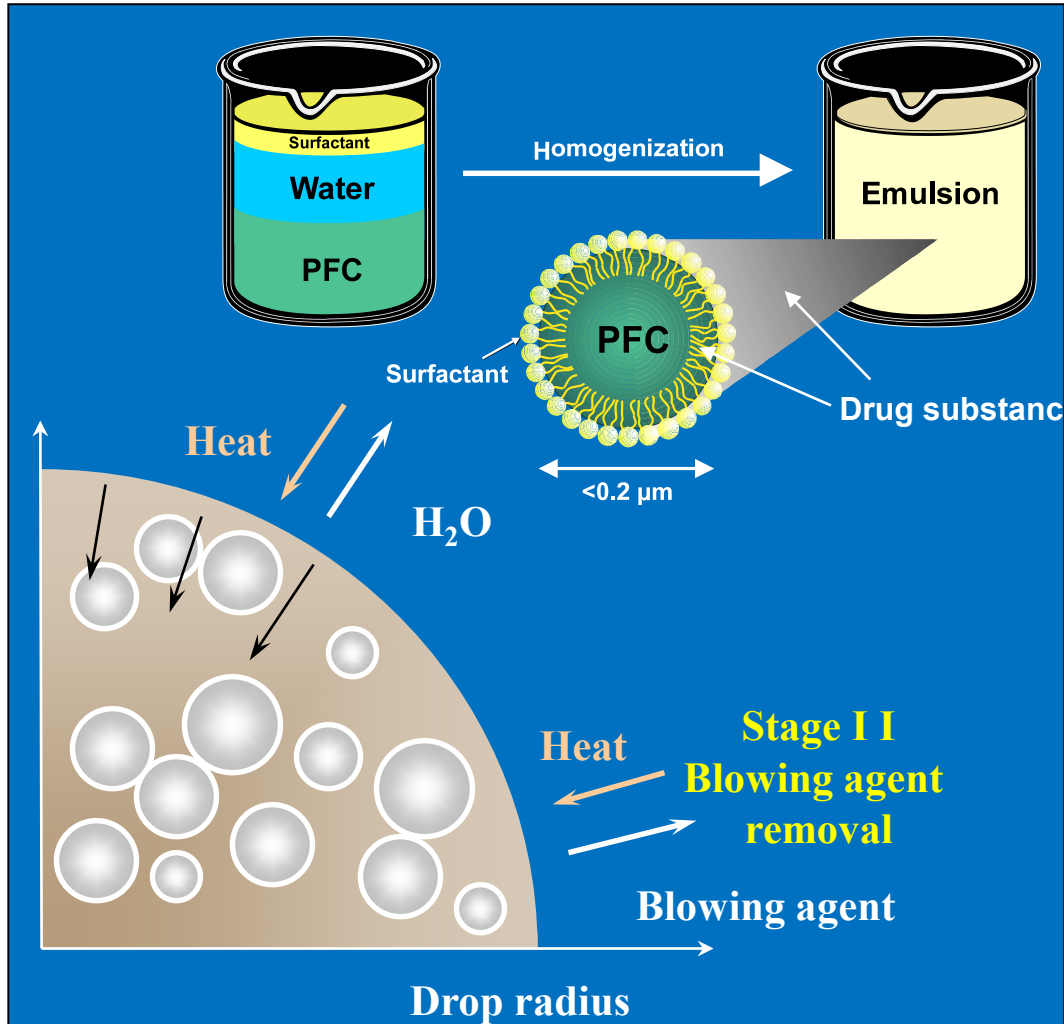 Surfactant
Water
PFC
Homogenization
Emulsion
PFC
Surfactant
Drug substanc
<0.2 µm
Heat
H₂O
Heat
Stage I I
Blowing agent
removal
Blowing agent
Drop radius